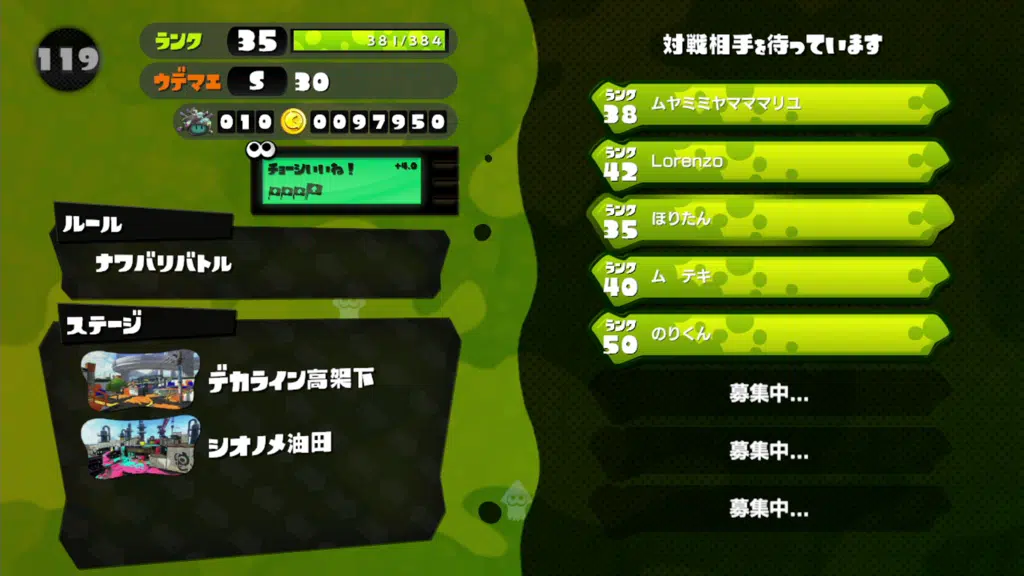 119
ランク 35 381/384
ウデマエ S 30
010 0097950
チョーシいいね! +4.0
ルール
ナワバリバトル
ステージ
デカライン高架下
シオノメ油田
対戦相手を待っています
ランク 38 ムヤミミヤマママリユ
ランク 42 Lorenzo
ランク 35 ほりたん
ランク 40 ム テキ
ランク 50 のりくん
募集中...
募集中...
募集中...